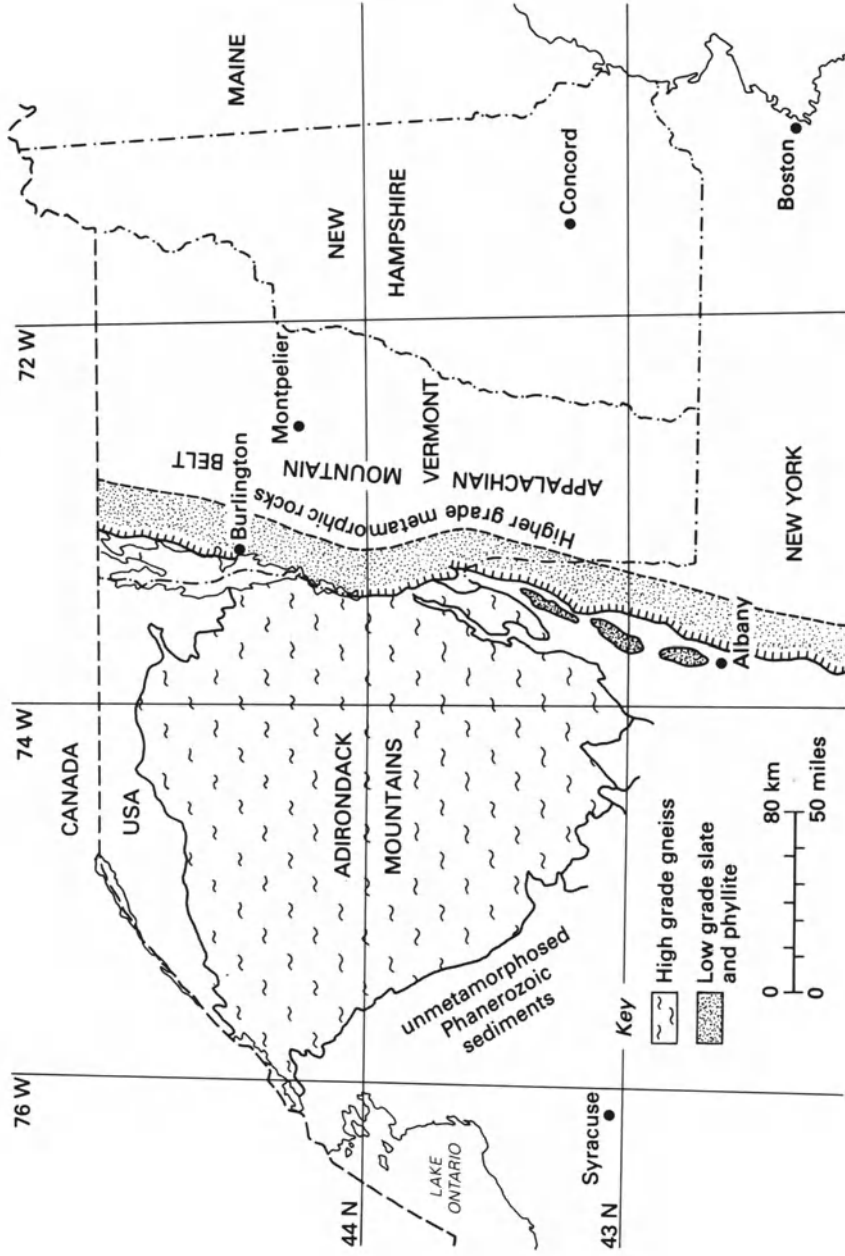 76 W
74 W
72 W
CANADA
USA
MAINE
NEW
HAMPSHIRE
Montpelier
Burlington
BELT
MOUNTAIN
APPALACHIAN
VERMONT
Higher grade metamorphic rocks
ADIRONDACK
MOUNTAINS
44 N
LAKE
ONTARIO
unmetamorphosed
Phanerozoic
sediments
Concord
43 N
Syracuse
Albany
NEW YORK
Boston
Key
High grade gneiss
Low grade slate
and phyllite
0 80 km
0 50 miles